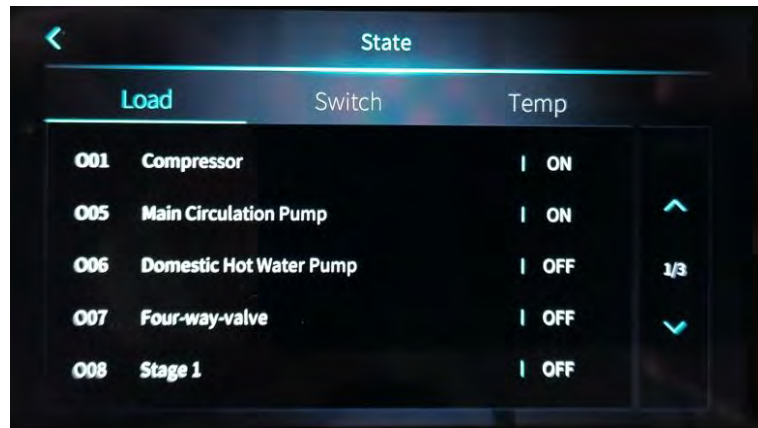 State
Load Switch Temp
O01 Compressor | ON
O05 Main Circulation Pump | ON
O06 Domestic Hot Water Pump | OFF
1/3
O07 Four-way-valve | OFF
O08 Stage 1 | OFF